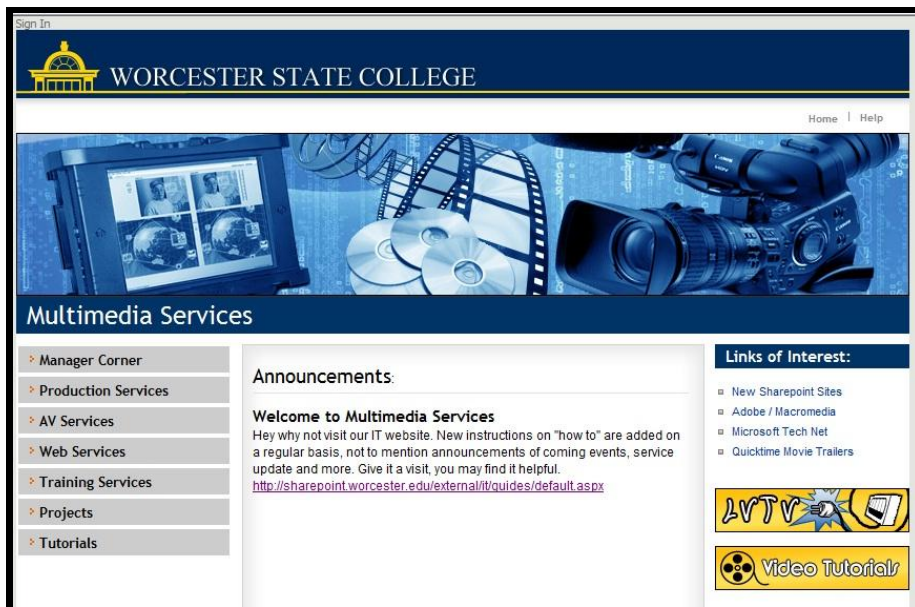 Sign In
WORCESTER STATE COLLEGE
Home | Help
Multimedia Services
Manager Corner
Production Services
AV Services
Web Services
Training Services
Projects
Tutorials
Announcements:
Welcome to Multimedia Services
Hey why not visit our IT website. New instructions on "how to" are added on
a regular basis, not to mention announcements of coming events, service
update and more. Give it a visit, you may find it helpful.
http://sharepoint.worcester.edu/external/it/guides/default.aspx
Links of Interest:
New Sharepoint Sites
Adobe / Macromedia
Microsoft Tech Net
Quicktime Movie Trailers
LVTV
Video Tutorials